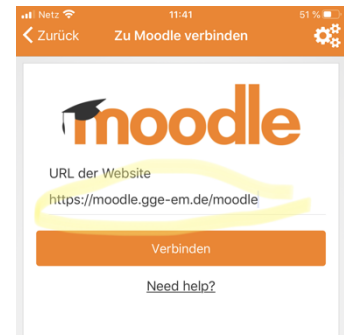 Netz 11:41 51 %
Zurück Zu Moodle verbinden
moodle
URL der Website
https://moodle.gge-em.de/moodle
Verbinden
Need help?